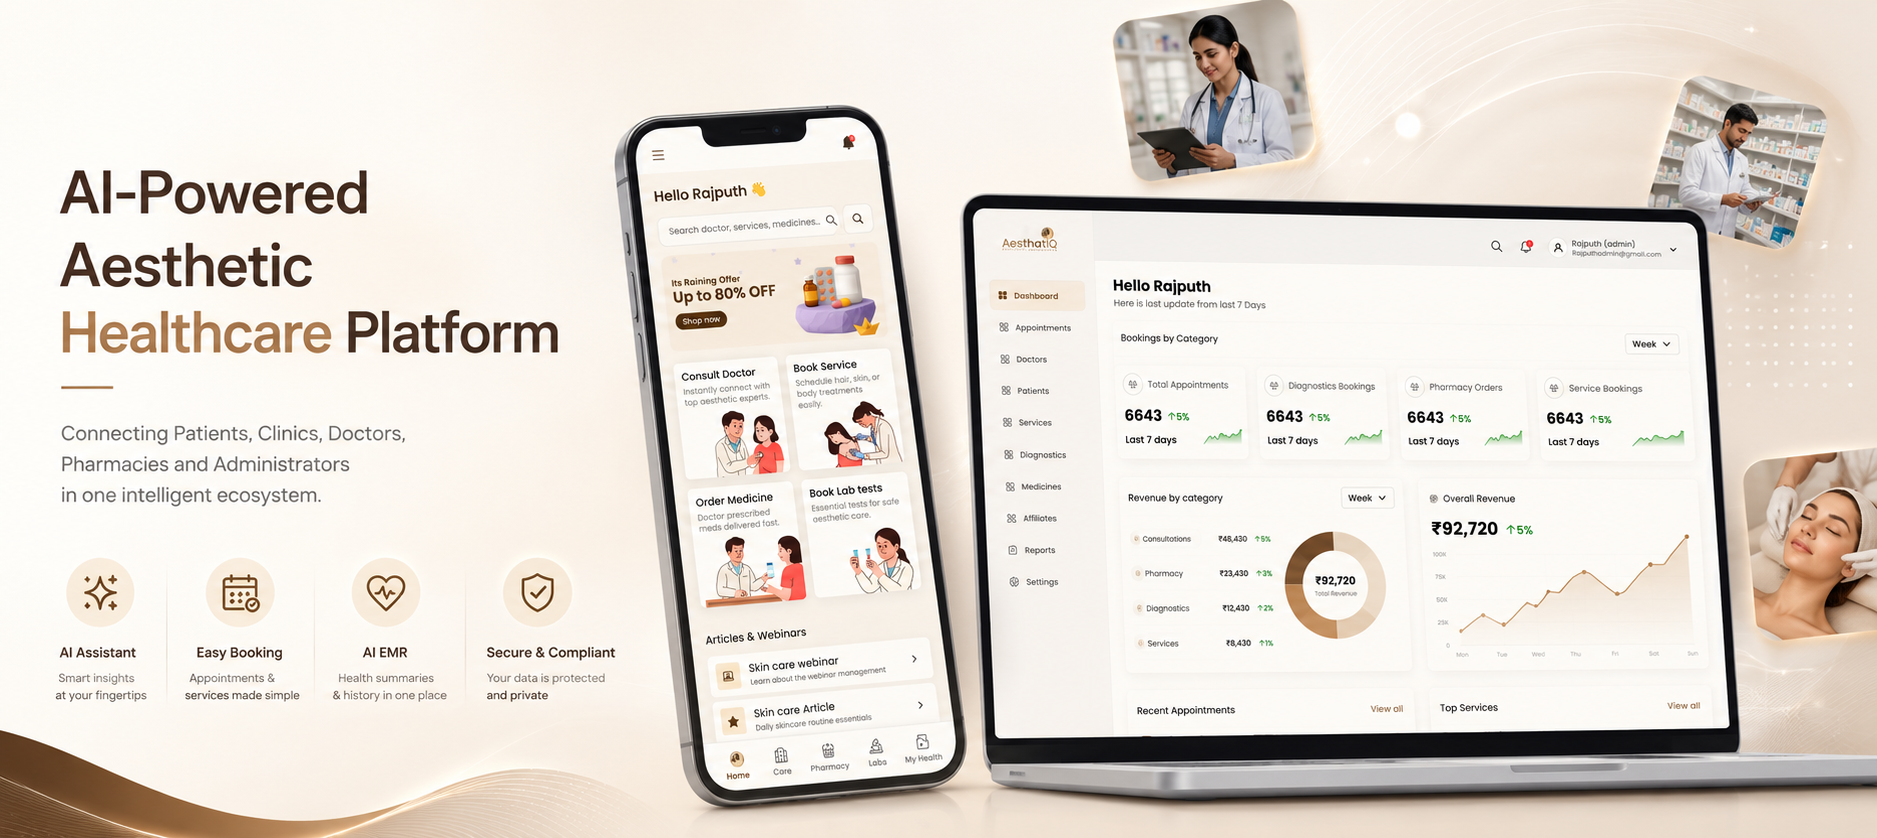 AI-Powered
Aesthetic
Healthcare Platform
Connecting Patients, Clinics, Doctors,
Pharmacies and Administrators
in one intelligent ecosystem.
AI Assistant
Smart insights
at your fingertips
Easy Booking
Appointments &
services made simple
AI EMR
Health summaries
& history in one place
Secure & Compliant
Your data is protected
and private
Hello Rajputh 👋
Search doctor, services, medicines...
Its Raining Offer
Up to 80% OFF
Shop now
Consult Doctor
Instantly connect with
top aesthetic experts.
Book Service
Schedule hair, skin, or
body treatments
easily.
Order Medicine
Doctor prescribed
meds delivered fast.
Book Lab tests
Essential tests for safe
aesthetic care.
Articles & Webinars
Skin care webinar
Learn about the webinar management
Skin care Article
Daily skincare routine essentials
Home
Care
Pharmacy
Labs
My Health
AesthatIQ
Rajputh (admin)
Rajputhadmin@gmail.com
Dashboard
Appointments
Doctors
Patients
Services
Diagnostics
Medicines
Affiliates
Reports
Settings
Hello Rajputh
Here is last update from last 7 Days
Bookings by Category
Week
Total Appointments
6643 ↑5%
Last 7 days
Diagnostics Bookings
6643 ↑5%
Last 7 days
Pharmacy Orders
6643 ↑5%
Last 7 days
Service Bookings
6643 ↑5%
Last 7 days
Revenue by category
Week
Consultations ₹48,430 ↑5%
Pharmacy ₹23,430 ↑3%
Diagnostics ₹12,430 ↑2%
Services ₹8,430 ↑1%
₹92,720
Total Revenue
Overall Revenue
₹92,720 ↑5%
100K
75K
50K
25K
0
Mon Tue Wed Thu Fri Sat Sun
Recent Appointments View all
Top Services View all